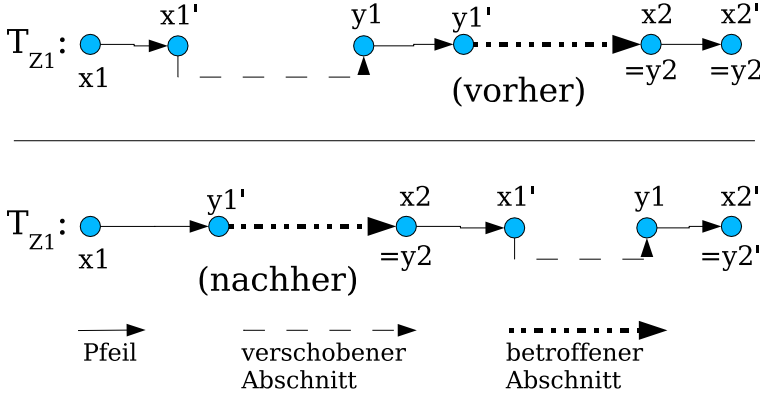 x1' y1 y1' x2 x2'
T_Z1:
x1 =y2 =y2
(vorher)
y1' x2 x1' y1 x2'
T_Z1:
x1 =y2 =y2'
(nachher)
Pfeil verschobener betroffener
Abschnitt Abschnitt